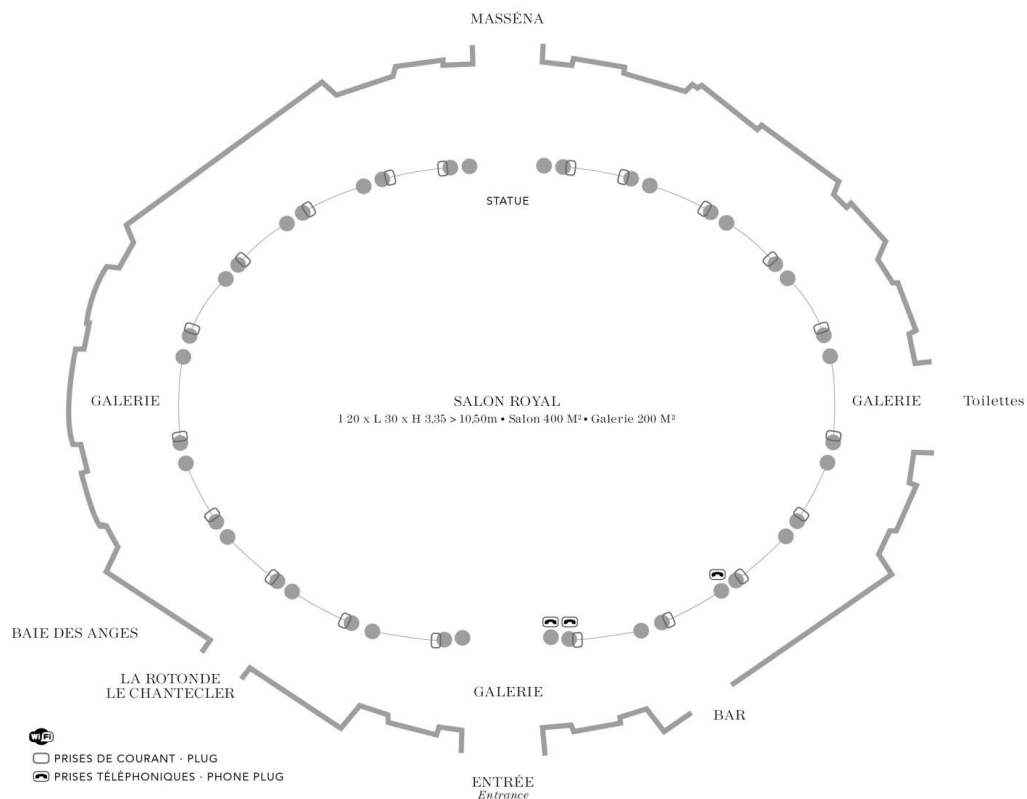 MASSÉNA
STATUE
GALERIE
SALON ROYAL
l 20 x L 30 x H 3,35 > 10,50m • Salon 400 M² • Galerie 200 M²
GALERIE
Toilettes
BAIE DES ANGES
LA ROTONDE
LE CHANTECLER
GALERIE
BAR
WiFi
PRISES DE COURANT · PLUG
PRISES TÉLÉPHONIQUES · PHONE PLUG
ENTRÉE
Entrance